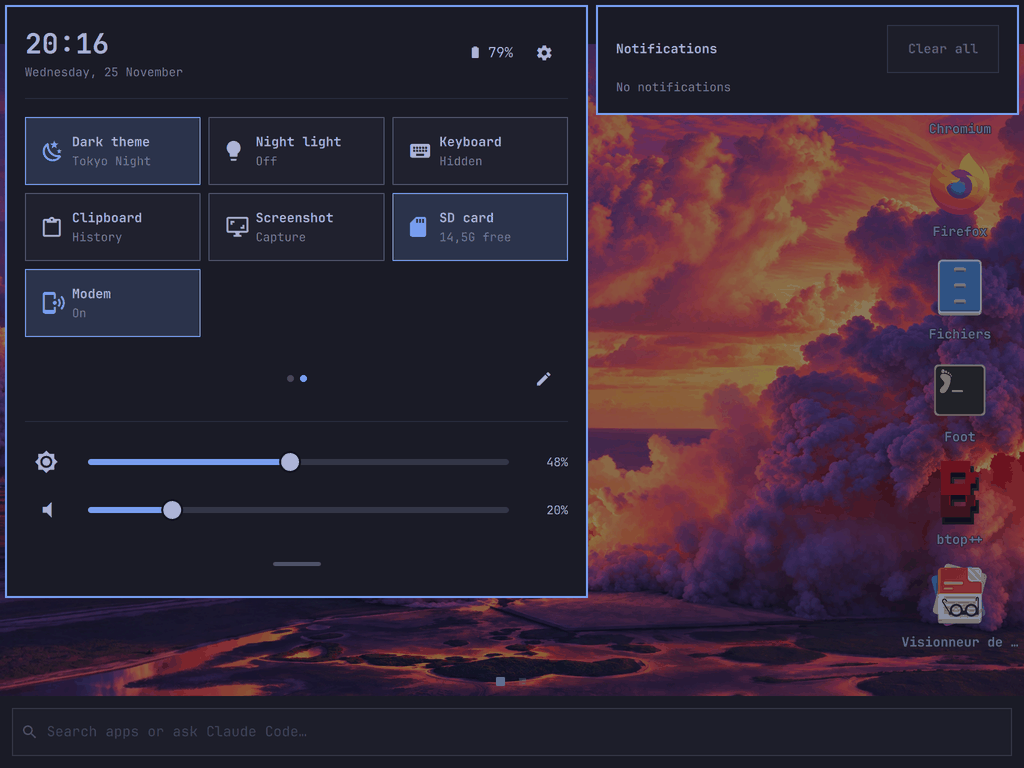 20:16
Wednesday, 25 November
79%
Dark theme
Tokyo Night
Night light
Off
Keyboard
Hidden
Clipboard
History
Screenshot
Capture
SD card
14,5G free
Modem
On
48%
20%
Notifications
Clear all
No notifications
Chromium
Firefox
Fichiers
Foot
btop++
Visionneur de …
Search apps or ask Claude Code…